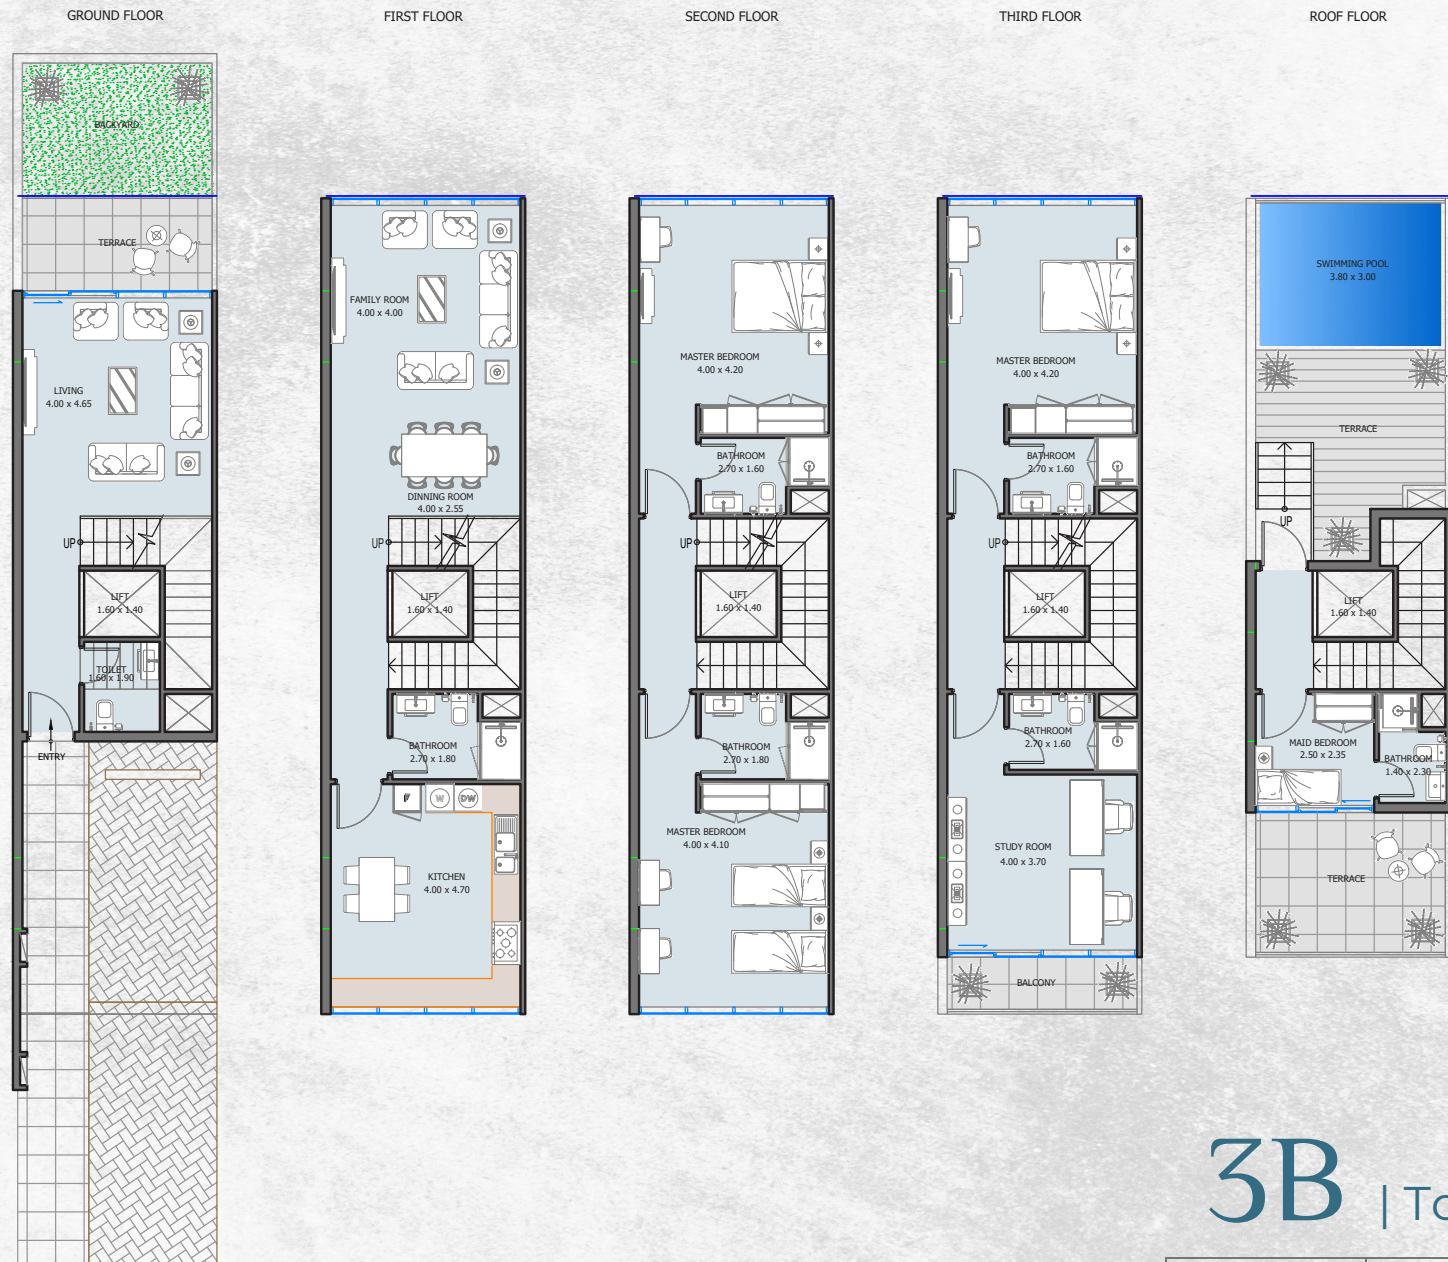 GROUND FLOOR
FIRST FLOOR
SECOND FLOOR
THIRD FLOOR
ROOF FLOOR
BACKYARD
TERRACE
LIVING
4.00 x 4.65
UP
LIFT
1.60 x 1.40
TOILET
1.60 x 1.90
ENTRY
FAMILY ROOM
4.00 x 4.00
DINNING ROOM
4.00 x 2.55
UP
LIFT
1.60 x 1.40
BATHROOM
2.70 x 1.80
F
W
DW
KITCHEN
4.00 x 4.70
MASTER BEDROOM
4.00 x 4.20
BATHROOM
2.70 x 1.60
UP
LIFT
1.60 x 1.40
BATHROOM
2.70 x 1.80
MASTER BEDROOM
4.00 x 4.10
MASTER BEDROOM
4.00 x 4.20
BATHROOM
2.70 x 1.60
UP
LIFT
1.60 x 1.40
BATHROOM
2.70 x 1.60
STUDY ROOM
4.00 x 3.70
BALCONY
SWIMMING POOL
3.80 x 3.00
TERRACE
UP
LIFT
1.60 x 1.40
MAID BEDROOM
2.50 x 2.35
BATHROOM
1.40 x 2.30
TERRACE
3B | To